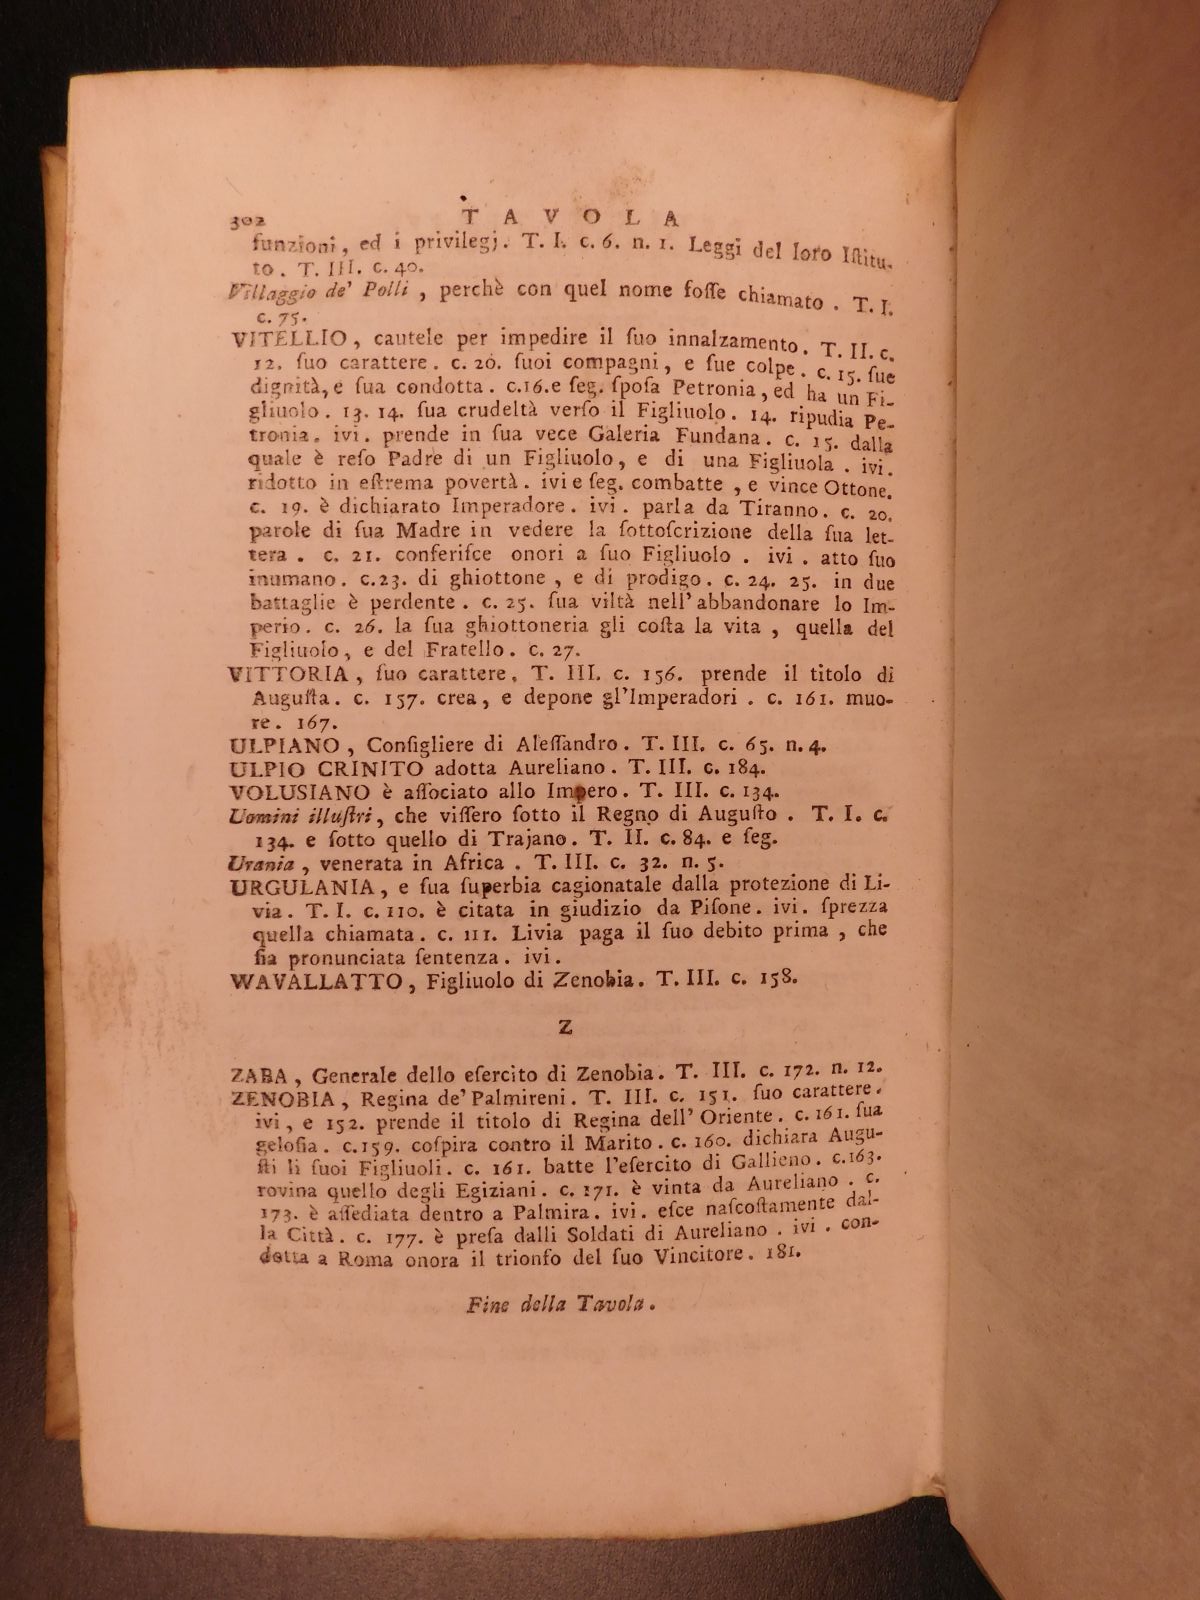 302 TAVOLA
funzioni, ed i privilegj. T. I. c. 6. n. 1. Leggi del loro Iſtitu-
to. T. III. c. 40.
Villaggio de' Polli, perchè con quel nome foſſe chiamato. T. I.
c. 75.
VITELLIO, cautele per impedire il ſuo innalzamento. T. II. c.
12. ſuo carattere. c. 20. ſuoi compagni, e ſue colpe. c. 15. ſue
dignità, e ſua condotta. c. 16. e ſeg. ſpoſa Petronia, ed ha un Fi-
gliuolo. 13. 14. ſua crudeltà verſo il Figliuolo. 14. ripudia Pe-
tronia. ivi. prende in ſua vece Galeria Fundana. c. 15. dalla
quale è reſo Padre di un Figliuolo, e di una Figliuola. ivi.
ridotto in eſtrema povertà. ivi e ſeg. combatte, e vince Ottone.
c. 19. è dichiarato Imperadore. ivi. parla da Tiranno. c. 20.
parole di ſua Madre in vedere la ſottoſcrizione della ſua let-
tera. c. 21. conferiſce onori a ſuo Figliuolo. ivi. atto ſuo
inumano. c. 23. di ghiottone, e di prodigo. c. 24. 25. in due
battaglie è perdente. c. 25. ſua viltà nell' abbandonare lo Im-
perio. c. 26. la ſua ghiottoneria gli coſta la vita, quella del
Figliuolo, e del Fratello. c. 27.
VITTORIA, ſuo carattere. T. III. c. 156. prende il titolo di
Auguſta. c. 157. crea, e depone gl'Imperadori. c. 161. muo-
re. 167.
ULPIANO, Conſigliere di Aleſſandro. T. III. c. 65. n. 4.
ULPIO CRINITO adotta Aureliano. T. III. c. 184.
VOLUSIANO è aſſociato allo Impero. T. III. c. 134.
Uomini illuſtri, che viſſero ſotto il Regno di Auguſto. T. I. c.
134. e ſotto quello di Trajano. T. II. c. 84. e ſeg.
Urania, venerata in Africa. T. III. c. 32. n. 5.
URGULANIA, e ſua ſuperbia cagionatale dalla protezione di Li-
via. T. I. c. 110. è citata in giudizio da Piſone. ivi. ſprezza
quella chiamata. c. 111. Livia paga il ſuo debito prima, che
ſia pronunciata ſentenza. ivi.
WAVALLATTO, Figliuolo di Zenobia. T. III. c. 158.
Z
ZABA, Generale dello eſercito di Zenobia. T. III. c. 172. n. 12.
ZENOBIA, Regina de' Palmireni. T. III. c. 151. ſuo carattere.
ivi, e 152. prende il titolo di Regina dell' Oriente. c. 161. ſua
geloſia. c. 159. coſpira contro il Marito. c. 160. dichiara Augu-
ſti li ſuoi Figliuoli. c. 161. batte l'eſercito di Gallieno. c. 163.
rovina quello degli Egiziani. c. 171. è vinta da Aureliano. c.
173. è aſſediata dentro a Palmira. ivi. eſce naſcoſtamente dal-
la Città. c. 177. è preſa dalli Soldati di Aureliano. ivi. con-
dotta a Roma onora il trionfo del ſuo Vincitore. 181.
Fine della Tavola.